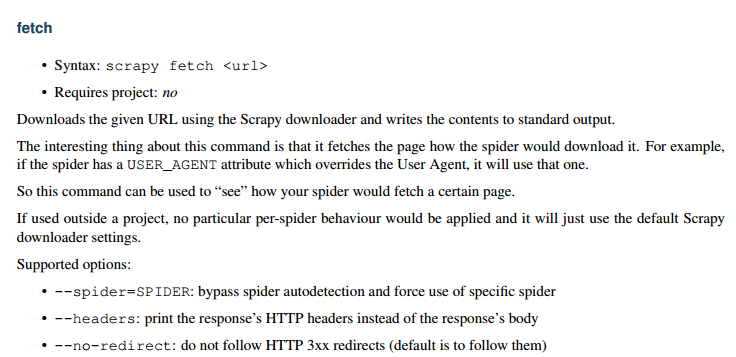 fetch
• Syntax: scrapy fetch <url>
• Requires project: no
Downloads the given URL using the Scrapy downloader and writes the contents to standard output.
The interesting thing about this command is that it fetches the page how the spider would download it. For example,
if the spider has a USER_AGENT attribute which overrides the User Agent, it will use that one.
So this command can be used to “see” how your spider would fetch a certain page.
If used outside a project, no particular per-spider behaviour would be applied and it will just use the default Scrapy
downloader settings.
Supported options:
• --spider=SPIDER: bypass spider autodetection and force use of specific spider
• --headers: print the response’s HTTP headers instead of the response’s body
• --no-redirect: do not follow HTTP 3xx redirects (default is to follow them)